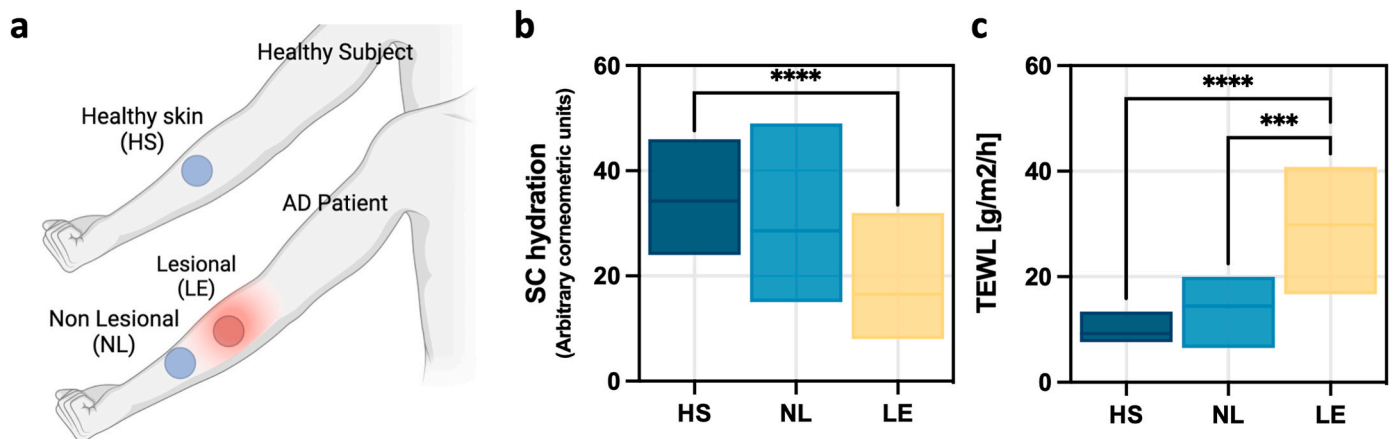 a
Healthy Subject
Healthy skin
(HS)
AD Patient
Lesional
(LE)
Non Lesional
(NL)
b
SC hydration
(Arbitrary corneometric units)
60
40
20
0
****
HS NL LE
c
TEWL [g/m2/h]
60
40
20
0
****
***
HS NL LE